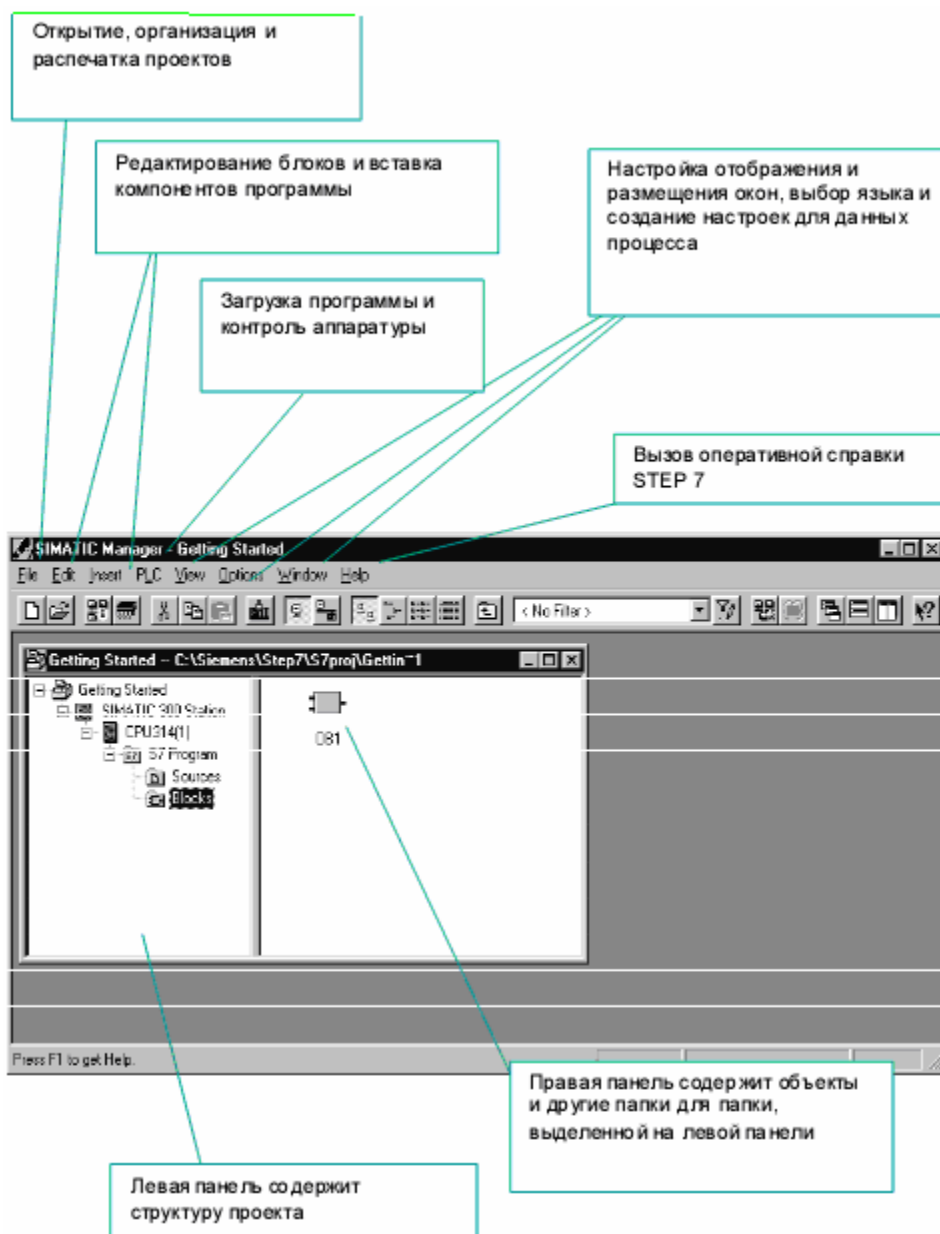 Открытие, организация и
распечатка проектов
Редактирование блоков и вставка
компонентов программы
Настройка отображения и
размещения окон, выбор языка и
создание настроек для данных
процесса
Загрузка программы и
контроль аппаратуры
Вызов оперативной справки
STEP 7
SIMATIC Manager - Getting Started
File Edit Insert PLC View Options Window Help
< No Filter >
Getting Started -- C:\Siemens\Step7\S7proj\Gettin~1
Getting Started
SIMATIC 300 Station
CPU314(1)
S7 Program
Sources
Blocks
OB1
Press F1 to get Help.
Правая панель содержит объекты
и другие папки для папки,
выделенной на левой панели
Левая панель содержит
структуру проекта